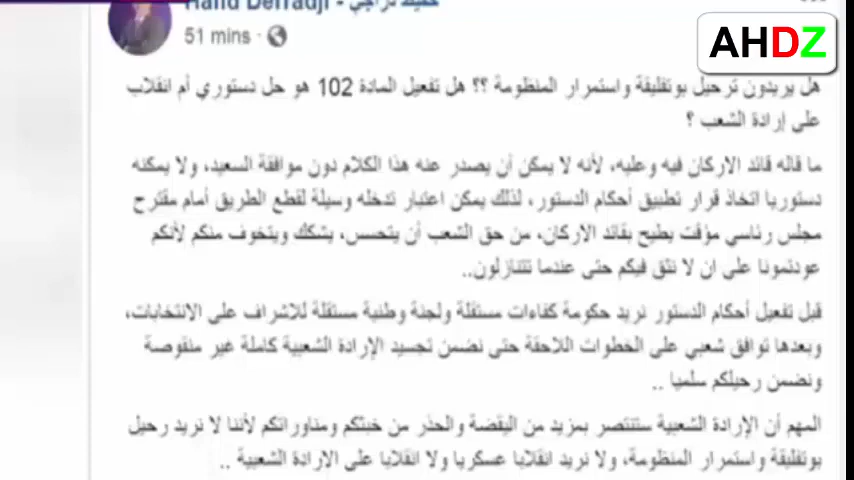 Hafid Derradji - حفيظ دراجي
51 mins ·
AHDZ
هل يريدون ترحيل بوتفليقة واستمرار المنظومة ؟؟ هل تفعيل المادة 102 هو حل دستوري أم انقلاب
على إرادة الشعب ؟
ما قاله قائد الاركان فيه وعليه، لأنه لا يمكن أن يصدر عنه هذا الكلام دون موافقة السعيد، ولا يمكنه
دستوريا اتخاذ قرار تطبيق أحكام الدستور، لذلك يمكن اعتبار تدخله وسيلة لقطع الطريق أمام مقترح
مجلس رئاسي مؤقت يطيح بقائد الاركان، من حق الشعب أن يتحسس، يشكك ويتخوف منكم لأنكم
عودتمونا على ان لا نثق فيكم حتى عندما تتنازلون..
قبل تفعيل أحكام الدستور نريد حكومة كفاءات مستقلة ولجنة وطنية مستقلة للاشراف على الانتخابات،
وبعدها توافق شعبي على الخطوات اللاحقة حتى نضمن تجسيد الإرادة الشعبية كاملة غير منقوصة
ونضمن رحيلكم سلميا ..
المهم أن الإرادة الشعبية ستنتصر بمزيد من اليقضة والحذر من خبثكم ومناوراتكم لأننا لا نريد رحيل
بوتفليقة واستمرار المنظومة، ولا نريد انقلابا عسكريا ولا انقلابا على الارادة الشعبية ..